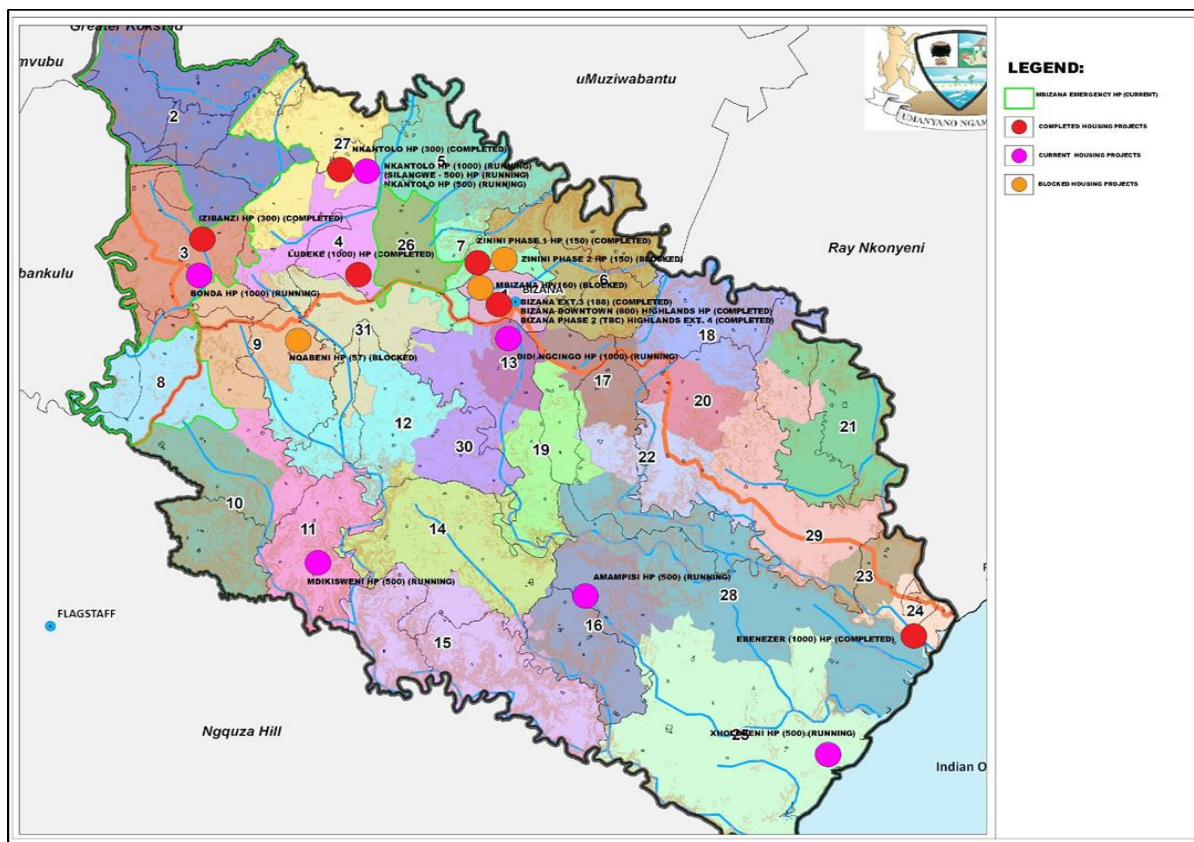 Greater Kokstad
mvubu
uMuziwabantu
UMANYANO NGAM
LEGEND:
MBIZANA EMERGENCY HP (CURRENT)
COMPLETED HOUSING PROJECTS
CURRENT HOUSING PROJECTS
BLOCKED HOUSING PROJECTS
2
27
NKANTOLO HP (300) (COMPLETED)
5
NKANTOLO HP (1000) (RUNNING)
(SILANGWE - 500) HP (RUNNING)
NKANTOLO HP (500) (RUNNING)
IZIBANZI HP (300) (COMPLETED)
3
4
26
7
ZININI PHASE 1 HP (150) (COMPLETED)
LUDEKE (1000) HP (COMPLETED)
ZININI PHASE 2 HP (150) (BLOCKED)
Ray Nkonyeni
bankulu
6
MBIZANA HP(160) (BLOCKED)
BONDA HP (1000) (RUNNING)
1
BIZANA
BIZANA EXT.3 (188) (COMPLETED)
BIZANA-DOWNTOWN (800) HIGHLANDS HP (COMPLETED)
BIZANA PHASE 2 (TBC) HIGHLANDS EXT. 4 (COMPLETED)
31
9
NQABENI HP (57) (BLOCKED)
13
DIDI NGCINGO HP (1000) (RUNNING)
18
8
17
20
21
12
30
19
22
10
11
14
29
MDIKISWENI HP (500) (RUNNING)
AMAMPISI HP (500) (RUNNING)
23
28
24
FLAGSTAFF
16
EBENEZER (1000) HP (COMPLETED)
15
Ngquza Hill
XHOLOBENI HP (500) (RUNNING)
25
Indian O